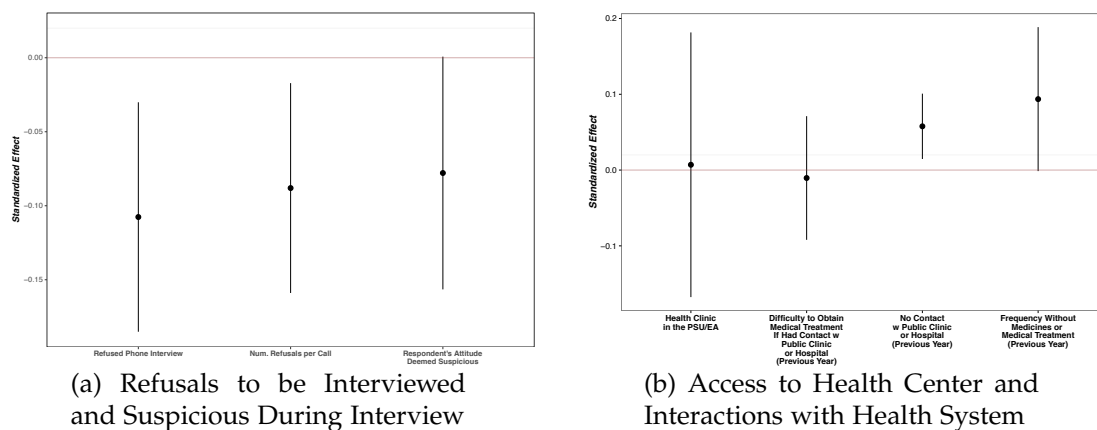 0.00
−0.05
−0.10
−0.15
Standardized Effect
Refused Phone Interview
Num. Refusals per Call
Respondent's Attitude
Deemed Suspicious
(a) Refusals to be Interviewed
and Suspicious During Interview
0.2
0.1
0.0
−0.1
Standardized Effect
Health Clinic
in the PSU/EA
Difficulty to Obtain
Medical Treatment
If Had Contact w
Public Clinic
or Hospital
(Previous Year)
No Contact
w Public Clinic
or Hospital
(Previous Year)
Frequency Without
Medicines or
Medical Treatment
(Previous Year)
(b) Access to Health Center and
Interactions with Health System